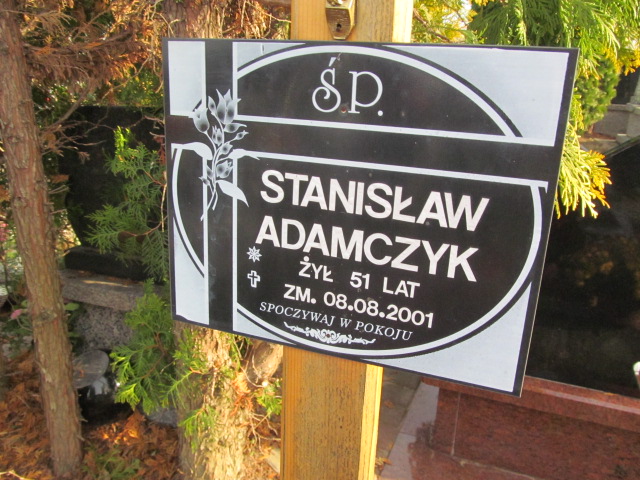 ŚP.
STANISŁAW
ADAMCZYK
ŻYŁ 51 LAT
ZM. 08.08.2001
SPOCZYWAJ W POKOJU